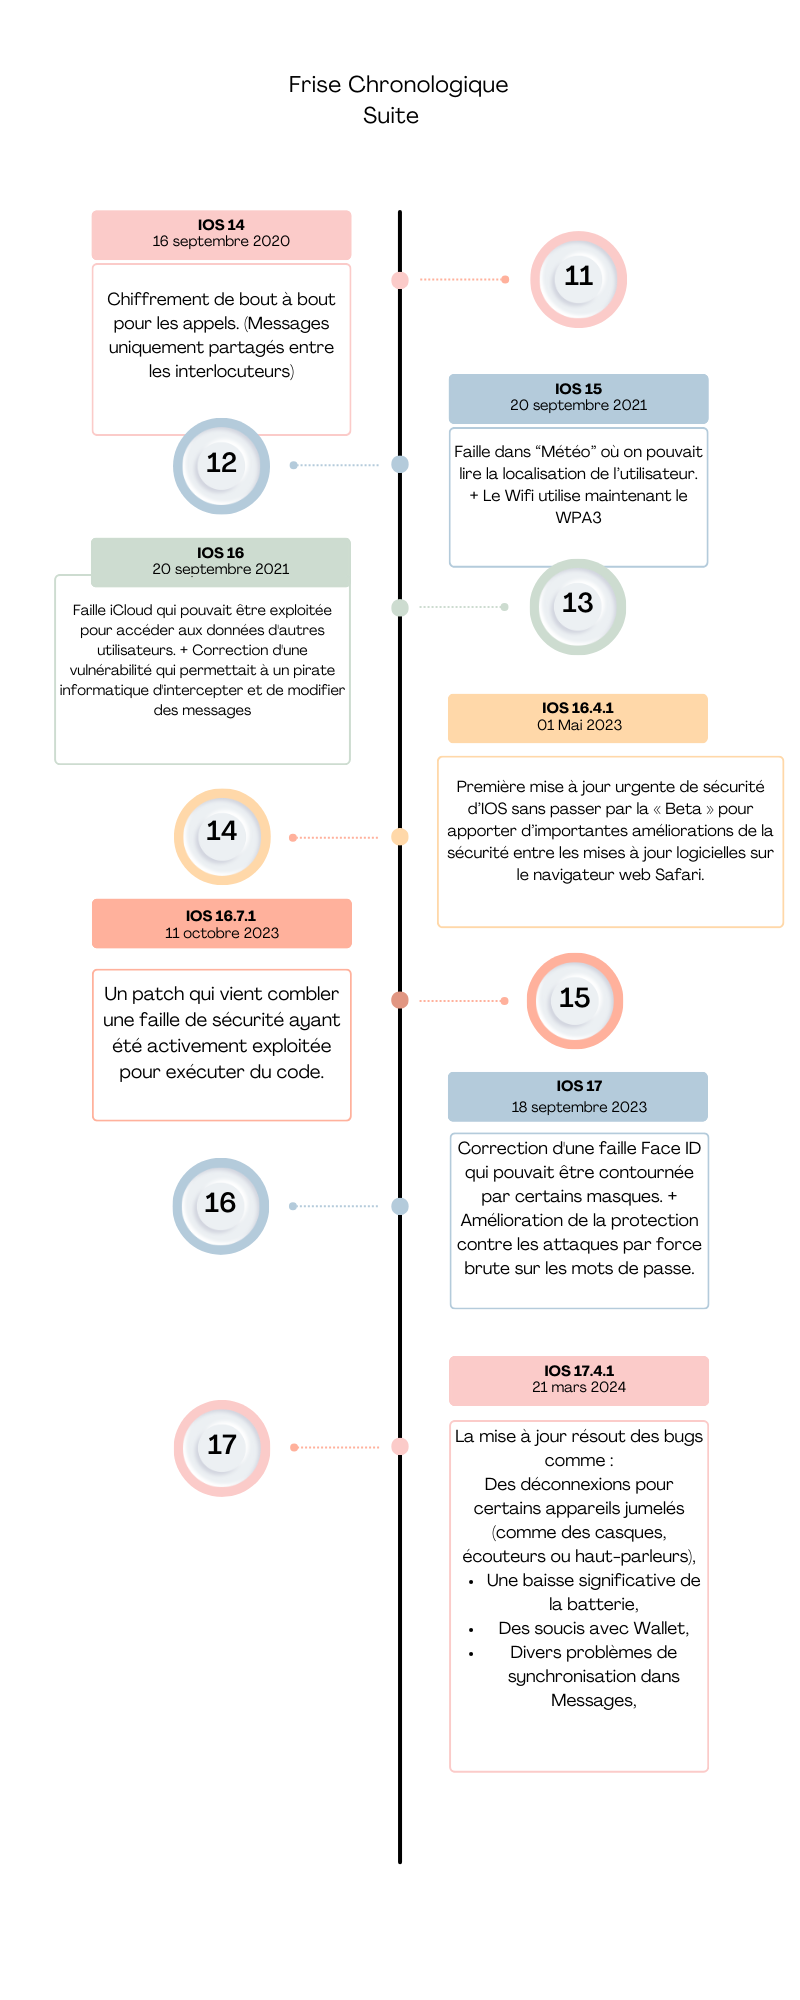 Frise Chronologique
Suite
IOS 14
16 septembre 2020
Chiffrement de bout à bout
pour les appels. (Messages
uniquement partagés entre
les interlocuteurs)
11
IOS 15
20 septembre 2021
Faille dans “Météo” où on pouvait
lire la localisation de l’utilisateur.
+ Le Wifi utilise maintenant le
WPA3
12
IOS 16
20 septembre 2021
Faille iCloud qui pouvait être exploitée
pour accéder aux données d'autres
utilisateurs. + Correction d'une
vulnérabilité qui permettait à un pirate
informatique d'intercepter et de modifier
des messages
13
IOS 16.4.1
01 Mai 2023
Première mise à jour urgente de sécurité
d’IOS sans passer par la « Beta » pour
apporter d’importantes améliorations de la
sécurité entre les mises à jour logicielles sur
le navigateur web Safari.
14
IOS 16.7.1
11 octobre 2023
Un patch qui vient combler
une faille de sécurité ayant
été activement exploitée
pour exécuter du code.
15
IOS 17
18 septembre 2023
Correction d'une faille Face ID
qui pouvait être contournée
par certains masques. +
Amélioration de la protection
contre les attaques par force
brute sur les mots de passe.
16
IOS 17.4.1
21 mars 2024
La mise à jour résout des bugs
comme :
Des déconnexions pour
certains appareils jumelés
(comme des casques,
écouteurs ou haut-parleurs),
• Une baisse significative de
la batterie,
• Des soucis avec Wallet,
• Divers problèmes de
synchronisation dans
Messages,
17